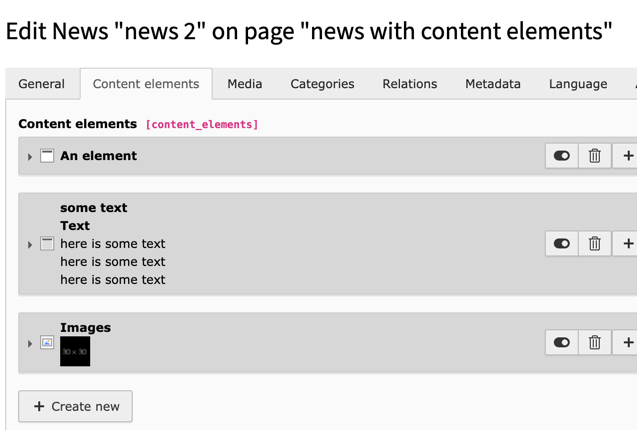 Edit News "news 2" on page "news with content elements"
General Content elements Media Categories Relations Metadata Language
Content elements [content_elements]
An element
some text
Text
here is some text
here is some text
here is some text
Images
30 × 30
+ Create new